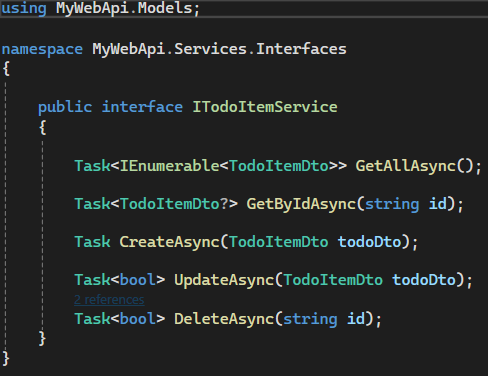 using MyWebApi.Models;
namespace MyWebApi.Services.Interfaces
{
public interface ITodoItemService
{
Task<IEnumerable<TodoItemDto>> GetAllAsync();
Task<TodoItemDto?> GetByIdAsync(string id);
Task CreateAsync(TodoItemDto todoDto);
Task<bool> UpdateAsync(TodoItemDto todoDto);
2 references
Task<bool> DeleteAsync(string id);
}
}